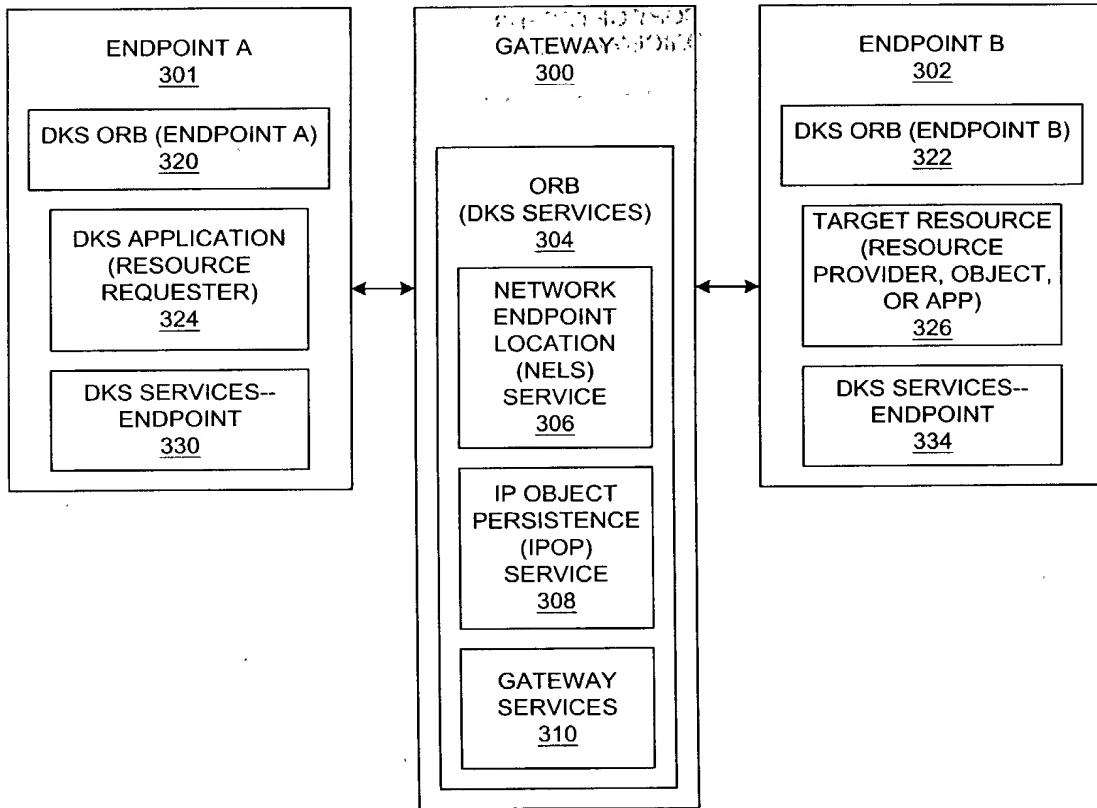 ENDPOINT A
301
DKS ORB (ENDPOINT A)
320
DKS APPLICATION
(RESOURCE
REQUESTER)
324
DKS SERVICES--
ENDPOINT
330
GATEWAY
300
ORB
(DKS SERVICES)
304
NETWORK
ENDPOINT
LOCATION
(NELS)
SERVICE
306
IP OBJECT
PERSISTENCE
(IPOP)
SERVICE
308
GATEWAY
SERVICES
310
ENDPOINT B
302
DKS ORB (ENDPOINT B)
322
TARGET RESOURCE
(RESOURCE
PROVIDER, OBJECT,
OR APP)
326
DKS SERVICES--
ENDPOINT
334